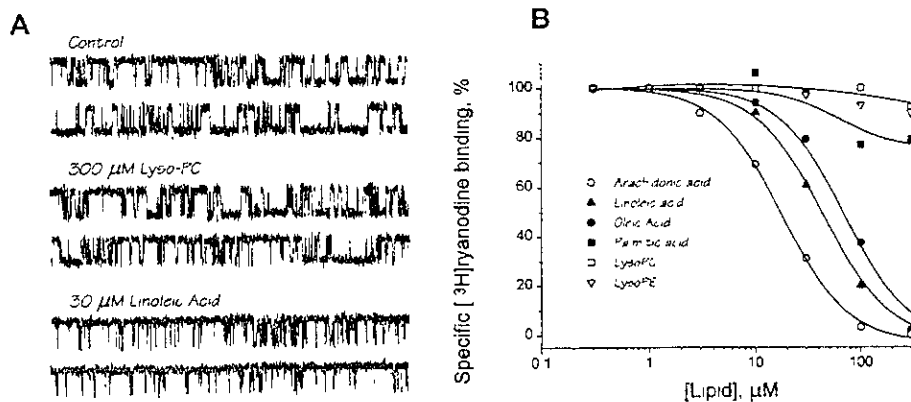 A
Control
300 µM Lyso-PC
30 µM Linoleic Acid
B
Specific [³H]ryanodine binding, %
100
80
60
40
20
0
Arachidonic acid
Linoleic acid
Oleic Acid
Palmitic acid
LysoPC
LysoPE
0 1
1
10
100
[Lipid], µM